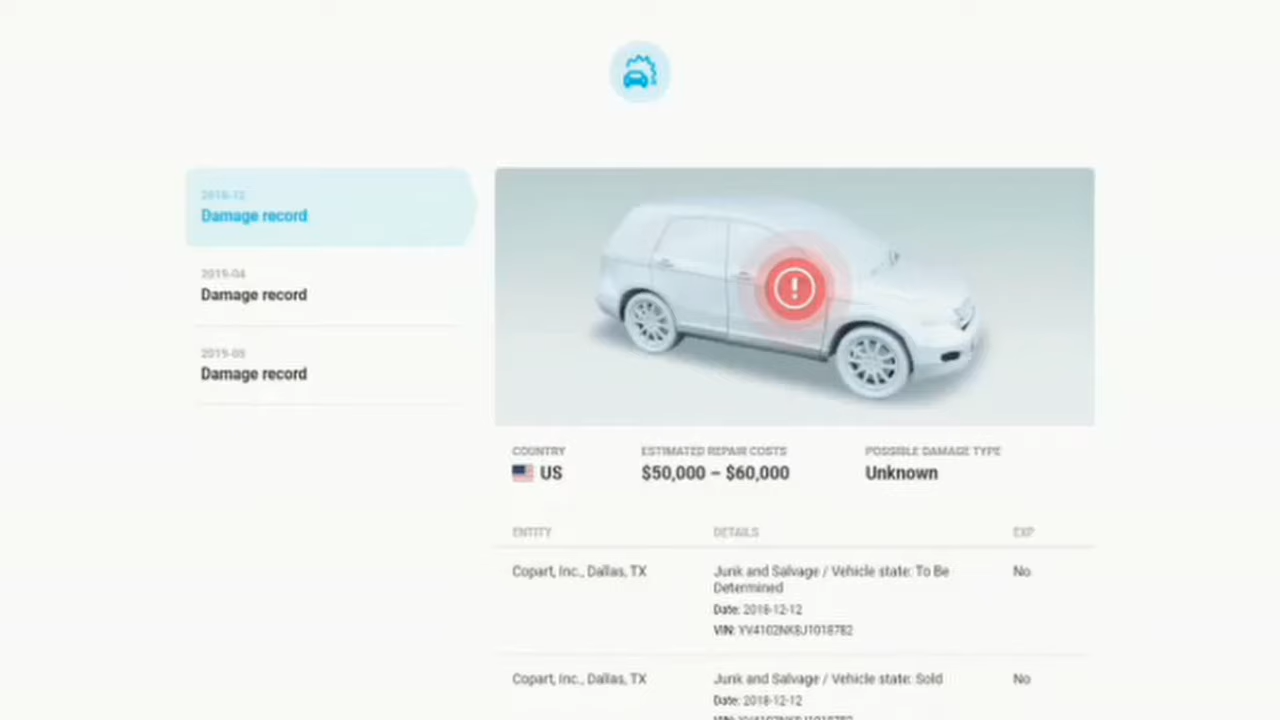 2018-12
Damage record
2019-04
Damage record
2019-05
Damage record
COUNTRY
ESTIMATED REPAIR COSTS
POSSIBLE DAMAGE TYPE
US
$50,000 – $60,000
Unknown
ENTITY
DETAILS
EXP
Copart, Inc., Dallas, TX
Junk and Salvage / Vehicle state: To Be
Determined
No
Date: 2018-12-12
VIN:
Copart, Inc., Dallas, TX
Junk and Salvage / Vehicle state: Sold
No
Date: 2018-12-12